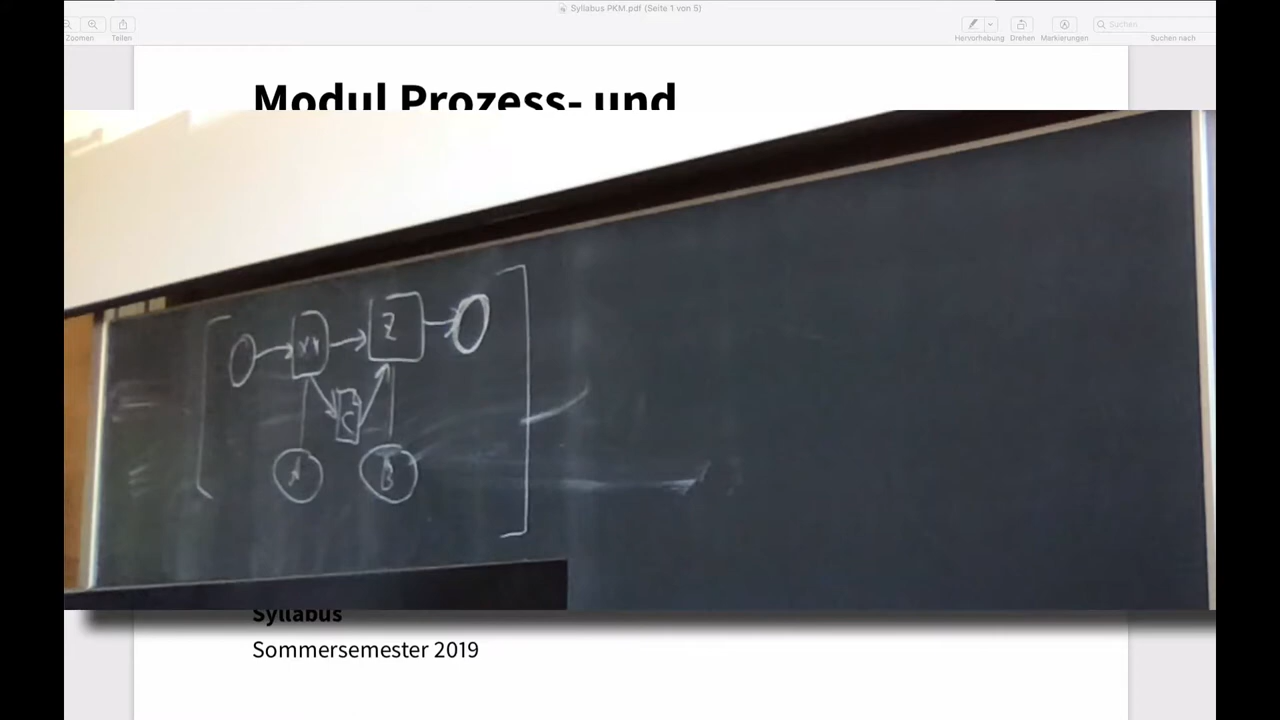 Syllabus PKM.pdf (Seite 1 von 5)
Zoomen Teilen Hervorhebung Drehen Markierungen Suchen
Suchen nach
Modul Prozess- und
Z
C
A B
Syllabus
Sommersemester 2019